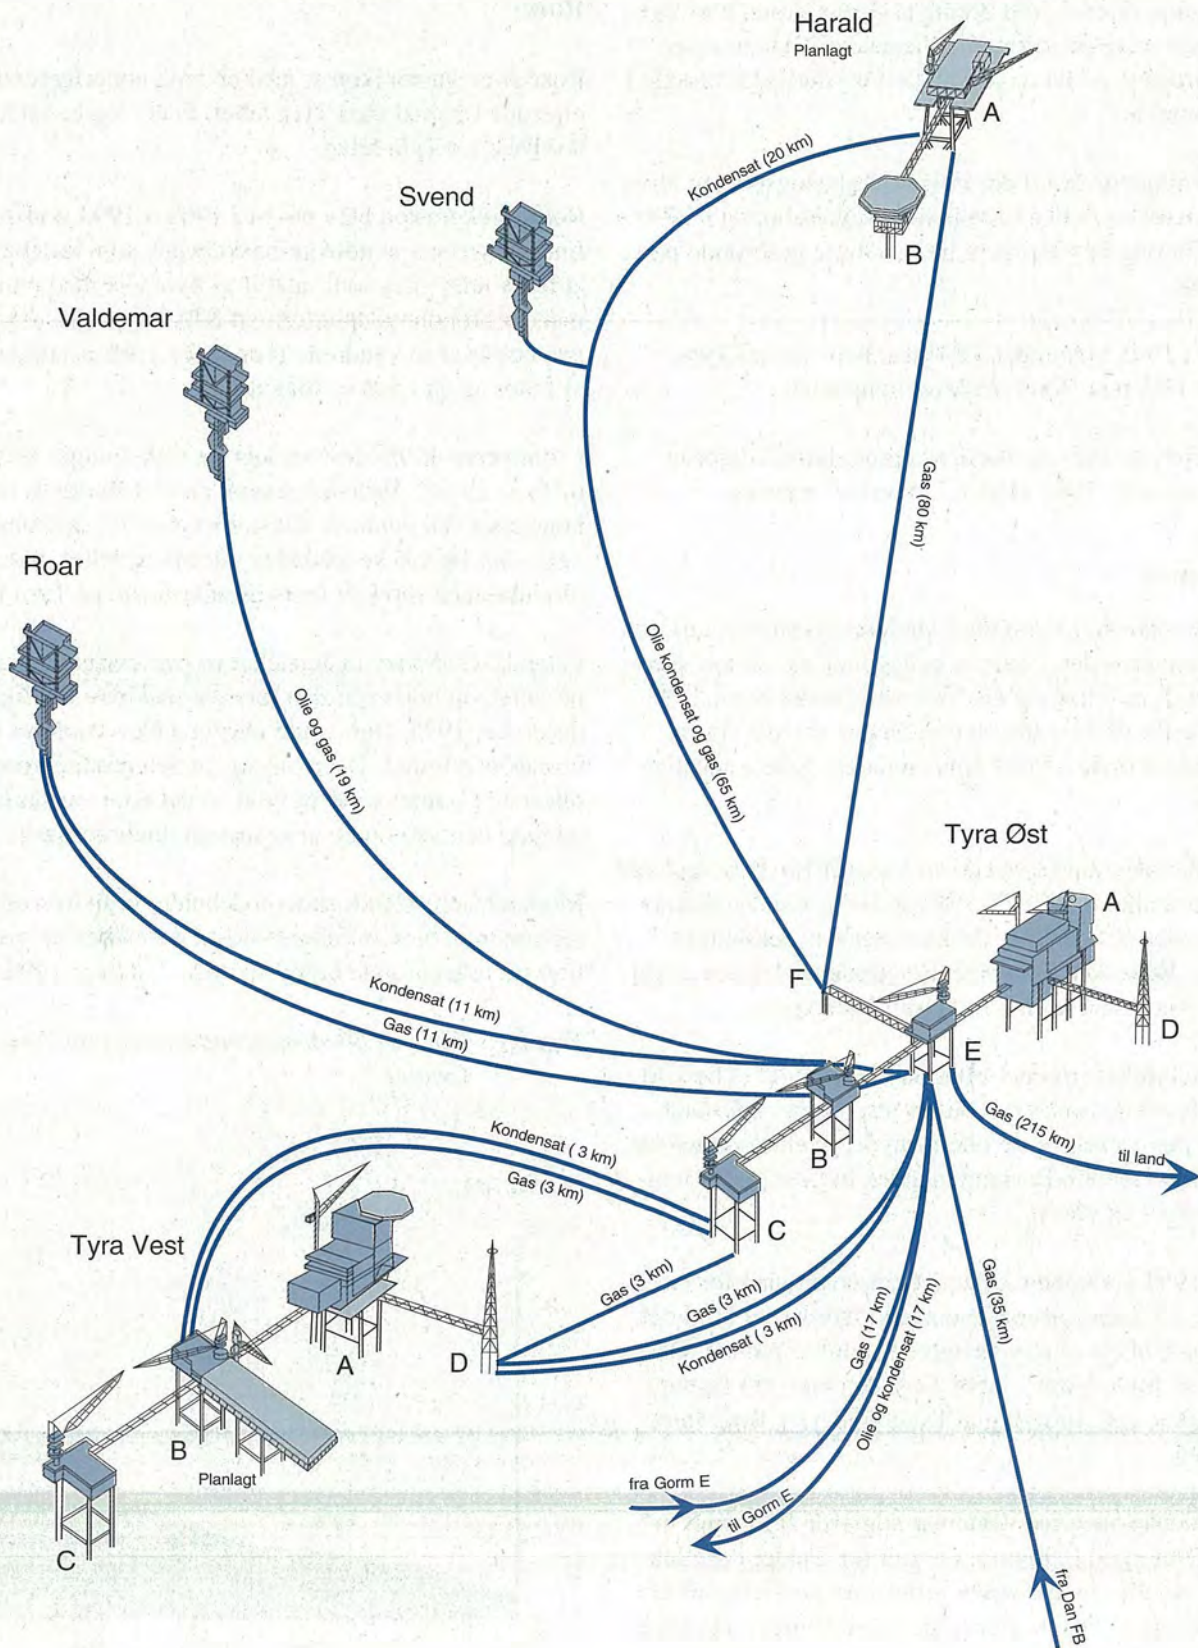 Harald
Planlagt
A
B
Kondensat (20 km)
Svend
Valdemar
Gas (80 km)
Roar
Olie og gas (19 km)
Olie kondensat og gas (65 km)
Tyra Øst
A
F
D
E
Kondensat (11 km)
Gas (11 km)
B
Gas (215 km)
til land
Kondensat ( 3 km)
Gas (3 km)
C
Tyra Vest
Gas (3 km)
Gas (3 km)
Kondensat ( 3 km)
Gas (17 km)
Olie og kondensat (17 km)
Gas (35 km)
A
D
B
Planlagt
C
fra Gorm E
til Gorm E
fra Dan FB